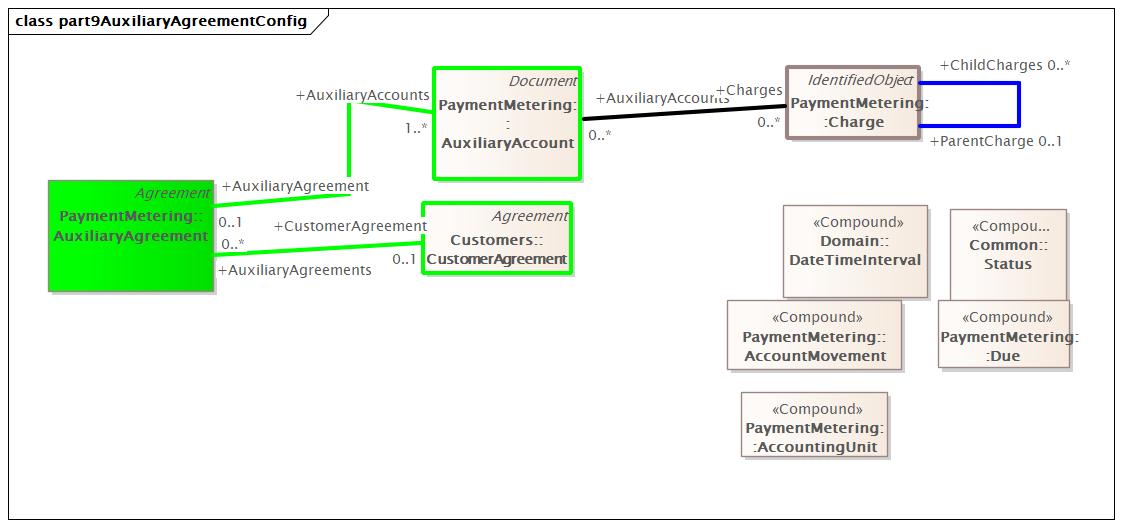 class part9AuxiliaryAgreementConfig
+ChildCharges 0..*
Document
PaymentMetering:
:
AuxiliaryAccount
IdentifiedObject
PaymentMetering:
:Charge
+AuxiliaryAccounts
1..*
+AuxiliaryAccounts
0..*
+Charges
0..*
+ParentCharge 0..1
Agreement
PaymentMetering::
AuxiliaryAgreement
+AuxiliaryAgreement
0..1
0..*
+AuxiliaryAgreements
+CustomerAgreement
0..1
Agreement
Customers::
CustomerAgreement
«Compound»
Domain::
DateTimeInterval
«Compou...
Common::
Status
«Compound»
PaymentMetering::
AccountMovement
«Compound»
PaymentMetering:
:Due
«Compound»
PaymentMetering:
:AccountingUnit